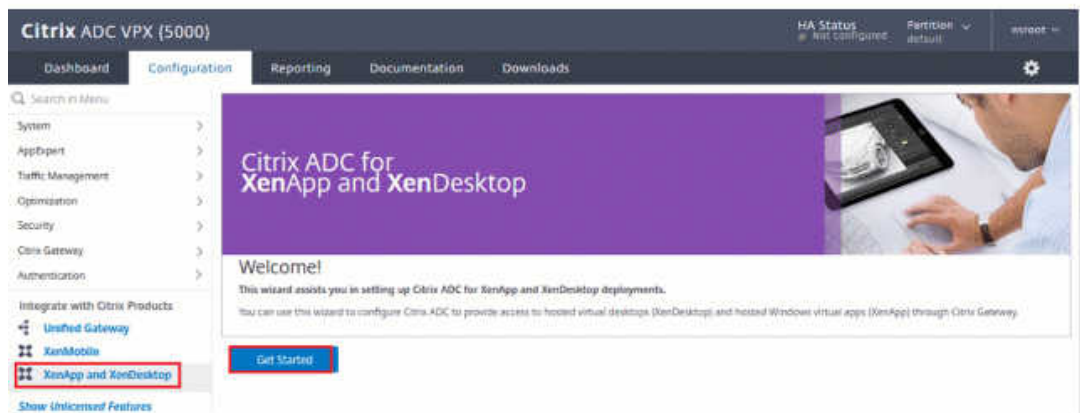 Citrix ADC VPX (5000)
HA Status
Not configured
Partition
default
nsroot
Dashboard
Configuration
Reporting
Documentation
Downloads
Search in Menu
System
AppExpert
Traffic Management
Optimization
Security
Citrix Gateway
Authentication
Integrate with Citrix Products
Unified Gateway
XenMobile
XenApp and XenDesktop
Show Unlicensed Features
Citrix ADC for
XenApp and XenDesktop
Welcome!
This wizard assists you in setting up Citrix ADC for XenApp and XenDesktop deployments.
You can use this wizard to configure Citrix ADC to provide access to hosted virtual desktops (XenDesktop) and hosted Windows virtual apps (XenApp) through Citrix Gateway.
Get Started